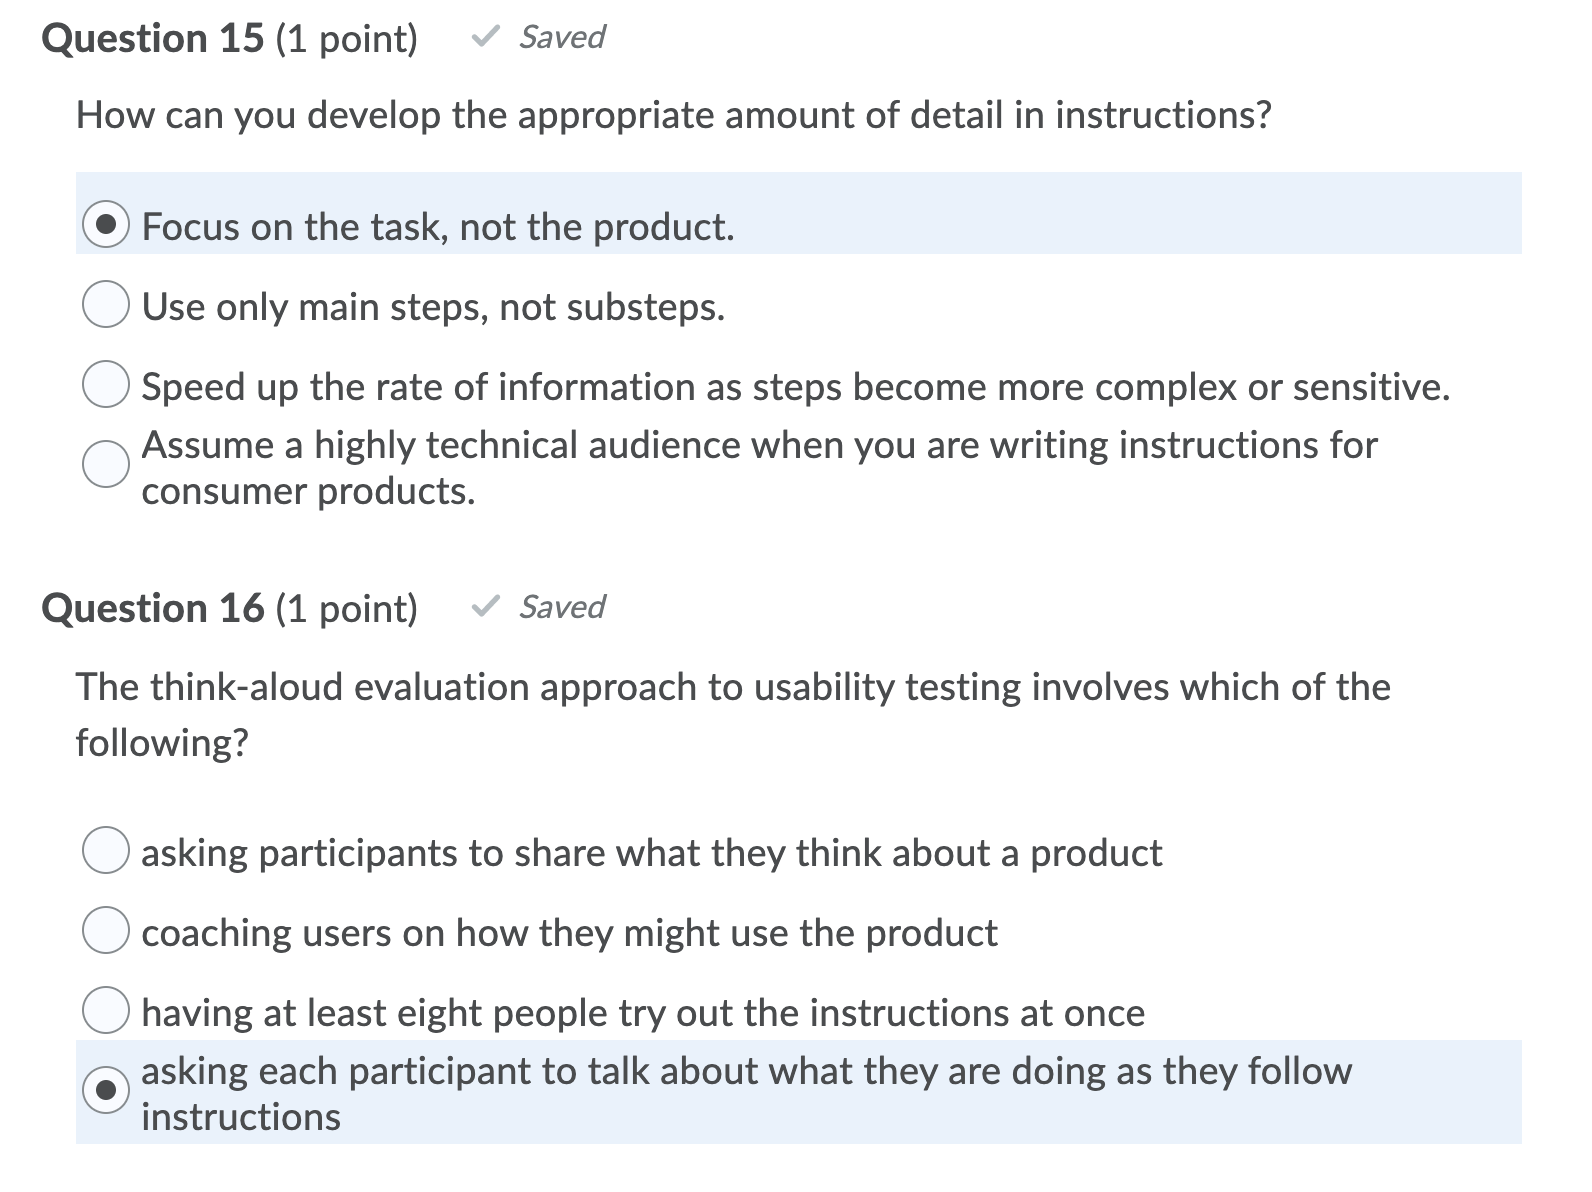 Question 15 (1 point) ✓ Saved
How can you develop the appropriate amount of detail in instructions?
Focus on the task, not the product.
Use only main steps, not substeps.
Speed up the rate of information as steps become more complex or sensitive.
Assume a highly technical audience when you are writing instructions for
consumer products.
Question 16 (1 point) ✓ Saved
The think-aloud evaluation approach to usability testing involves which of the
following?
asking participants to share what they think about a product
coaching users on how they might use the product
having at least eight people try out the instructions at once
asking each participant to talk about what they are doing as they follow
instructions